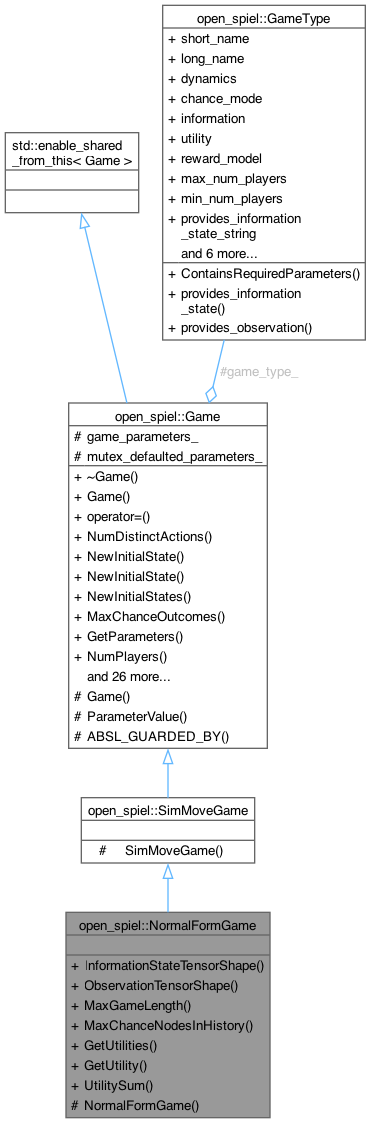 open_spiel::GameType
+ short_name
+ long_name
+ dynamics
+ chance_mode
+ information
+ utility
+ reward_model
+ max_num_players
+ min_num_players
+ provides_information
_state_string
and 6 more...
+ ContainsRequiredParameters()
+ provides_information
_state()
+ provides_observation()
std::enable_shared
_from_this< Game >
#game_type_
open_spiel::Game
# game_parameters_
# mutex_defaulted_parameters_
+ ~Game()
+ Game()
+ operator=()
+ NumDistinctActions()
+ NewInitialState()
+ NewInitialState()
+ NewInitialStates()
+ MaxChanceOutcomes()
+ GetParameters()
+ NumPlayers()
and 26 more...
# Game()
# ParameterValue()
# ABSL_GUARDED_BY()
open_spiel::SimMoveGame
# SimMoveGame()
open_spiel::NormalFormGame
+ InformationStateTensorShape()
+ ObservationTensorShape()
+ MaxGameLength()
+ MaxChanceNodesInHistory()
+ GetUtilities()
+ GetUtility()
+ UtilitySum()
# NormalFormGame()